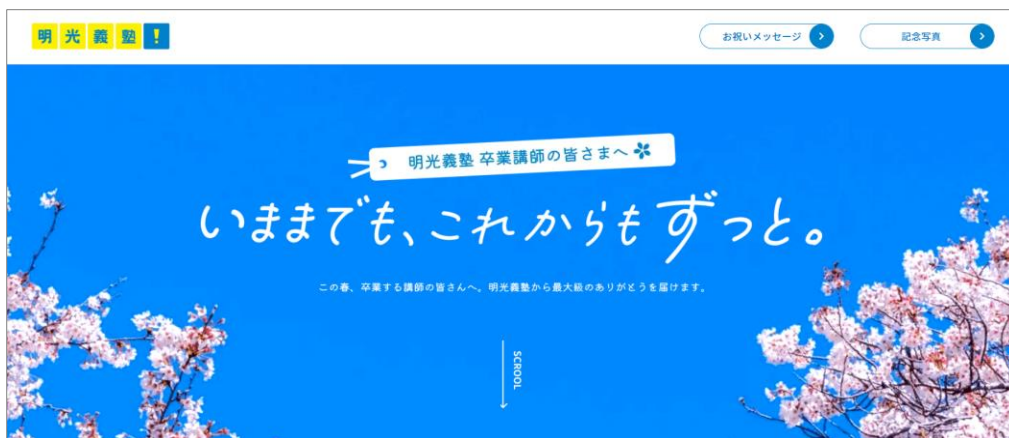 明光義塾!
お祝いメッセージ
記念写真
明光義塾 卒業講師の皆さまへ
いままでも、これからもずっと。
この春、卒業する講師の皆さんへ。明光義塾から最大級のありがとうを届けます。
SCROOL